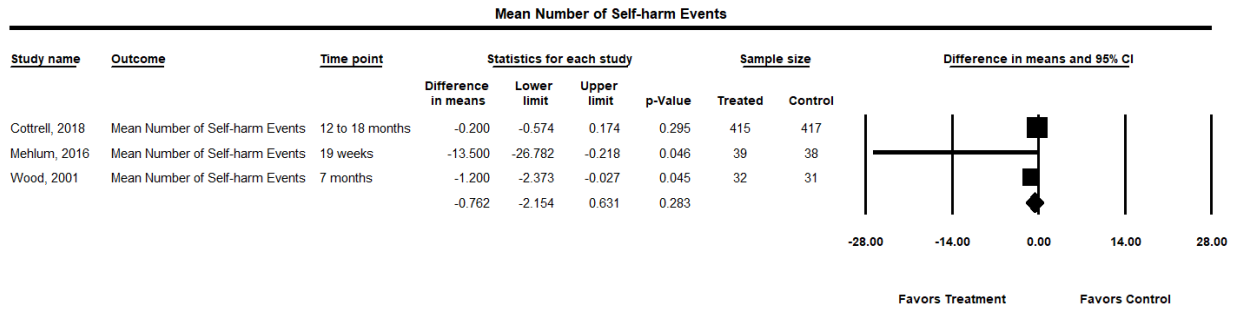 Mean Number of Self-harm Events
Study name Outcome Time point Statistics for each study Sample size Difference in means and 95% CI
Difference in means Lower limit Upper limit p-Value Treated Control
Cottrell, 2018 Mean Number of Self-harm Events 12 to 18 months -0.200 -0.574 0.174 0.295 415 417
Mehlum, 2016 Mean Number of Self-harm Events 19 weeks -13.500 -26.782 -0.218 0.046 39 38
Wood, 2001 Mean Number of Self-harm Events 7 months -1.200 -2.373 -0.027 0.045 32 31
-0.762 -2.154 0.631 0.283
-28.00 -14.00 0.00 14.00 28.00
Favors Treatment Favors Control